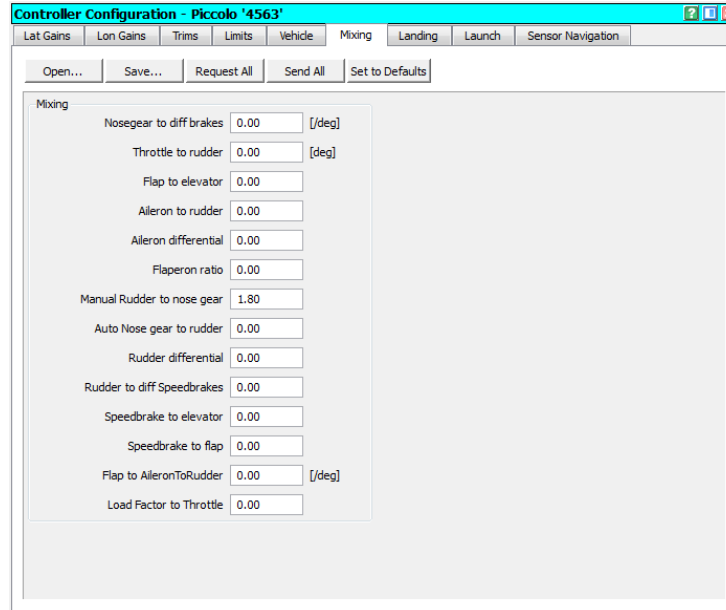 Controller Configuration - Piccolo '4563' ?
Lat Gains Lon Gains Trims Limits Vehicle Mixing Landing Launch Sensor Navigation
Open... Save... Request All Send All Set to Defaults
Mixing
Nosegear to diff brakes 0.00 [/deg]
Throttle to rudder 0.00 [deg]
Flap to elevator 0.00
Aileron to rudder 0.00
Aileron differential 0.00
Flaperon ratio 0.00
Manual Rudder to nose gear 1.80
Auto Nose gear to rudder 0.00
Rudder differential 0.00
Rudder to diff Speedbrakes 0.00
Speedbrake to elevator 0.00
Speedbrake to flap 0.00
Flap to AileronToRudder 0.00 [/deg]
Load Factor to Throttle 0.00